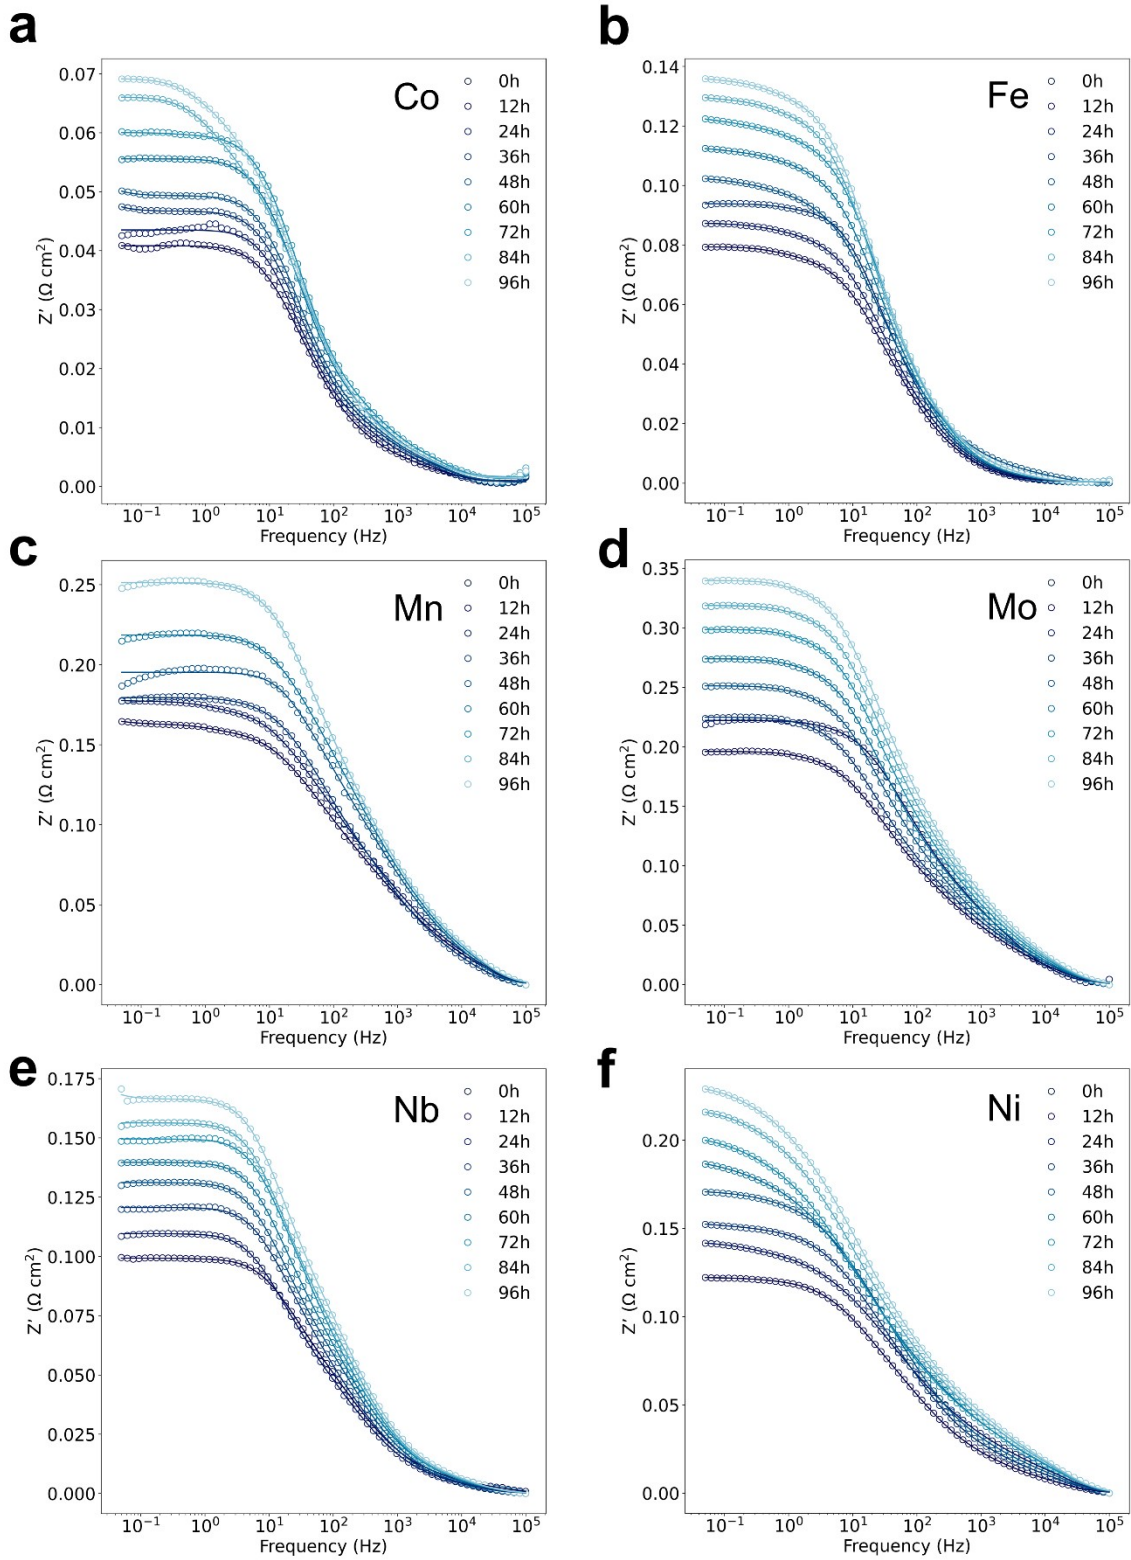 a
0.07
0.06
0.05
0.04
0.03
0.02
0.01
0.00
Z’ (Ω cm2)
Co
0h
12h
24h
36h
48h
60h
72h
84h
96h
10−1
100
101
102
103
104
105
Frequency (Hz)
b
0.14
0.12
0.10
0.08
0.06
0.04
0.02
0.00
Z’ (Ω cm2)
Fe
0h
12h
24h
36h
48h
60h
72h
84h
96h
10−1
100
101
102
103
104
105
Frequency (Hz)
c
0.25
0.20
0.15
0.10
0.05
0.00
Z’ (Ω cm2)
Mn
0h
12h
24h
36h
48h
60h
72h
84h
96h
10−1
100
101
102
103
104
105
Frequency (Hz)
d
0.35
0.30
0.25
0.20
0.15
0.10
0.05
0.00
Z’ (Ω cm2)
Mo
0h
12h
24h
36h
48h
60h
72h
84h
96h
10−1
100
101
102
103
104
105
Frequency (Hz)
e
0.175
0.150
0.125
0.100
0.075
0.050
0.025
0.000
Z’ (Ω cm2)
Nb
0h
12h
24h
36h
48h
60h
72h
84h
96h
10−1
100
101
102
103
104
105
Frequency (Hz)
f
0.20
0.15
0.10
0.05
0.00
Z’ (Ω cm2)
Ni
0h
12h
24h
36h
48h
60h
72h
84h
96h
10−1
100
101
102
103
104
105
Frequency (Hz)